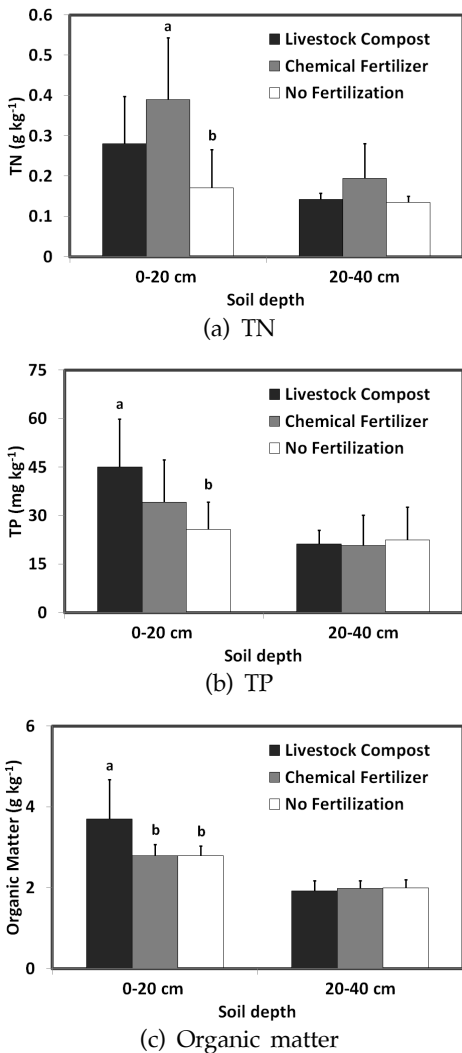 0.6
0.5
0.4
0.3
0.2
0.1
0
TN (g kg-1)
a
b
Livestock Compost
Chemical Fertilizer
No Fertilization
0-20 cm
20-40 cm
Soil depth
(a) TN
75
60
45
30
15
0
TP (mg kg-1)
a
b
Livestock Compost
Chemical Fertilizer
No Fertilization
0-20 cm
20-40 cm
Soil depth
(b) TP
6
4
2
0
Organic Matter (g kg-1)
a
b
b
Livestock Compost
Chemical Fertilizer
No Fertilization
0-20 cm
20-40 cm
Soil depth
(c) Organic matter